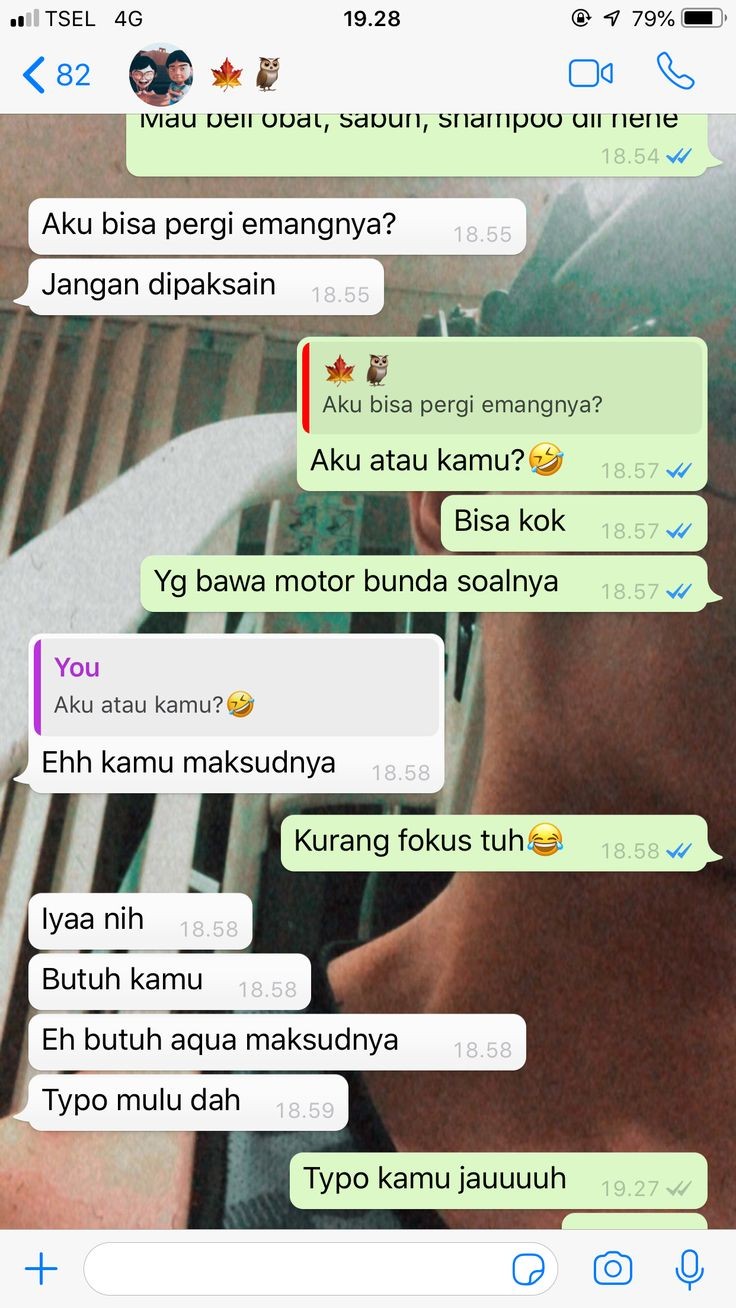 TSEL 4G 19.28 79%
82 🍁🦉
Mau beli obat, sabun, shampoo dll hehe
18.54
Aku bisa pergi emangnya? 18.55
Jangan dipaksain 18.55
🍁🦉
Aku bisa pergi emangnya?
Aku atau kamu?🤣 18.57
Bisa kok 18.57
Yg bawa motor bunda soalnya 18.57
You
Aku atau kamu?🤣
Ehh kamu maksudnya 18.58
Kurang fokus tuh😂 18.58
Iyaa nih 18.58
Butuh kamu 18.58
Eh butuh aqua maksudnya 18.58
Typo mulu dah 18.59
Typo kamu jauuuuh 19.27